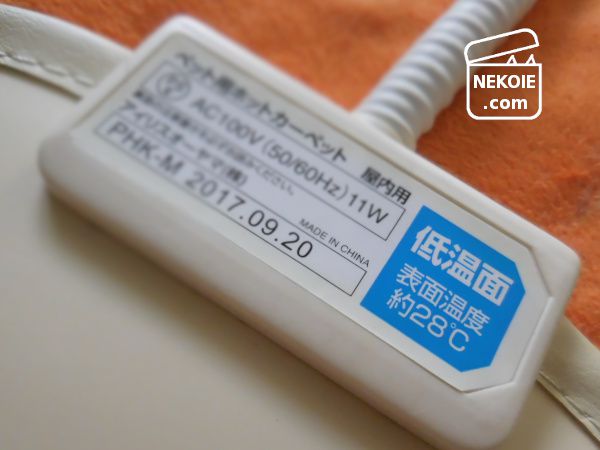 NEKOIE
.com
ペット用ホットカーペット 屋内用
AC100V (50/60Hz) 11W
アイリスオーヤマ(株)
PHK-M 2017.09.20
MADE IN CHINA
低温面
表面温度
約28℃